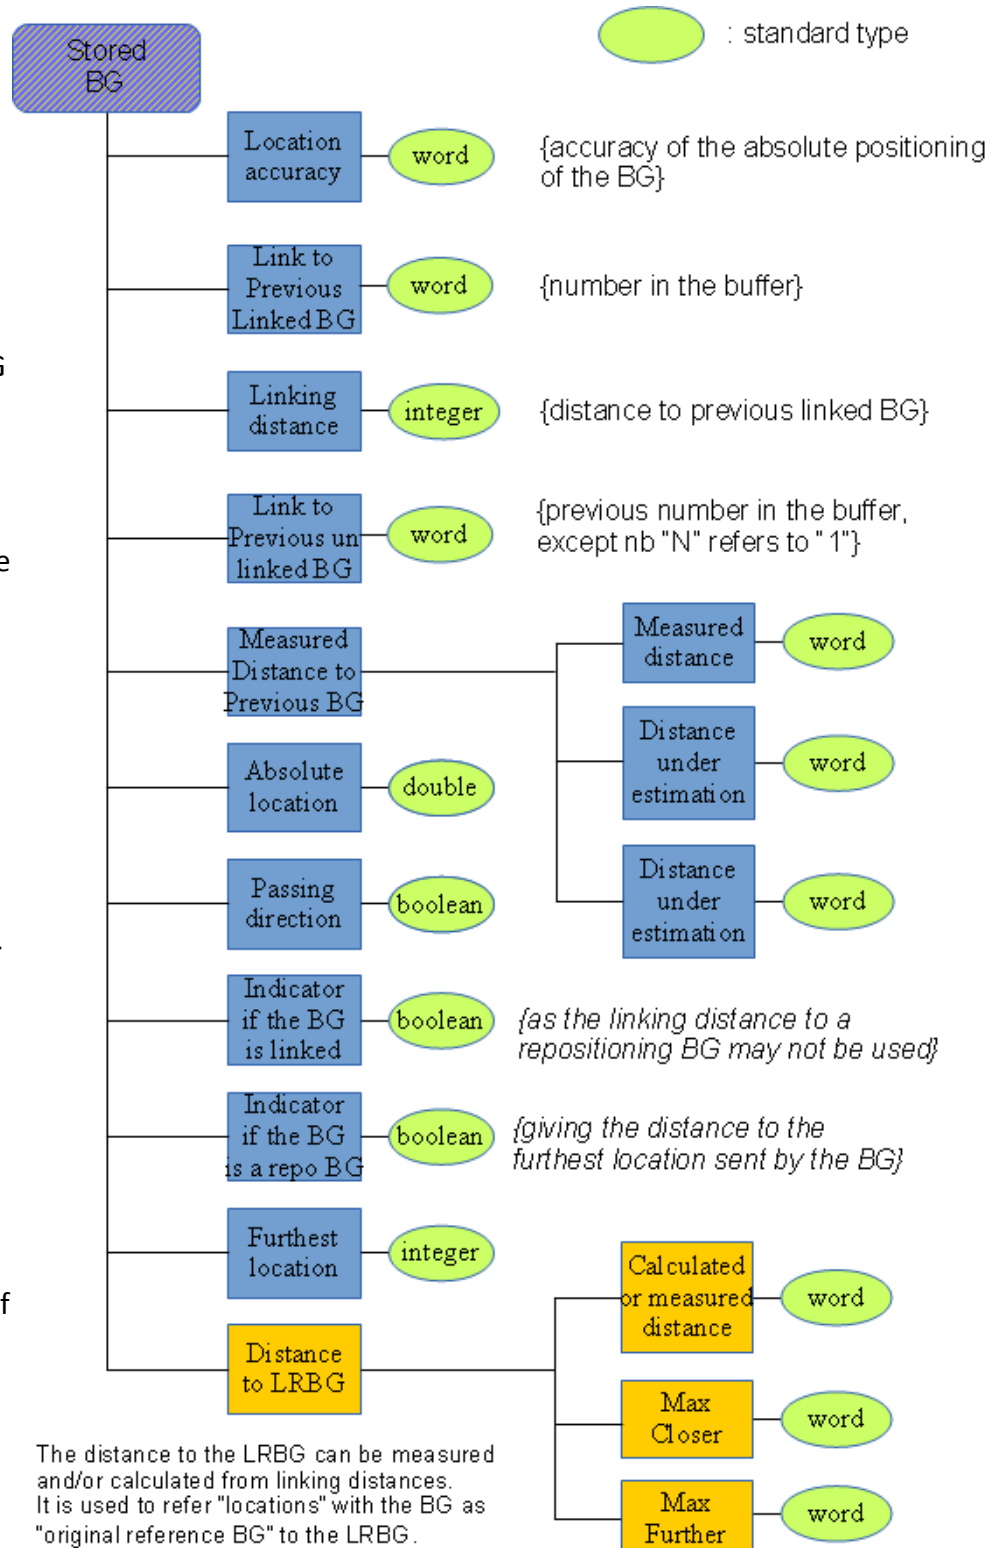 : standard type
Stored
BG
Location
accuracy
word
{accuracy of the absolute positioning
of the BG}
Link to
Previous
Linked BG
word
{number in the buffer}
G
Linking
distance
integer
{distance to previous linked BG}
Link to
Previous un
linked BG
word
{previous number in the buffer,
except nb "N" refers to "1"}
e
Measured
Distance to
Previous BG
Measured
distance
word
Distance
under
estimation
word
Distance
under
estimation
word
Absolute
location
double
Passing
direction
boolean
Indicator
if the BG
is linked
boolean
{as the linking distance to a
repositioning BG may not be used}
Indicator
if the BG
is a repo BG
boolean
{giving the distance to the
furthest location sent by the BG}
Furthest
location
integer
f
Distance
to LRBG
Calculated
or measured
distance
word
Max
Closer
word
Max
Further
word
The distance to the LRBG can be measured
and/or calculated from linking distances.
It is used to refer "locations" with the BG as
"original reference BG" to the LRBG.